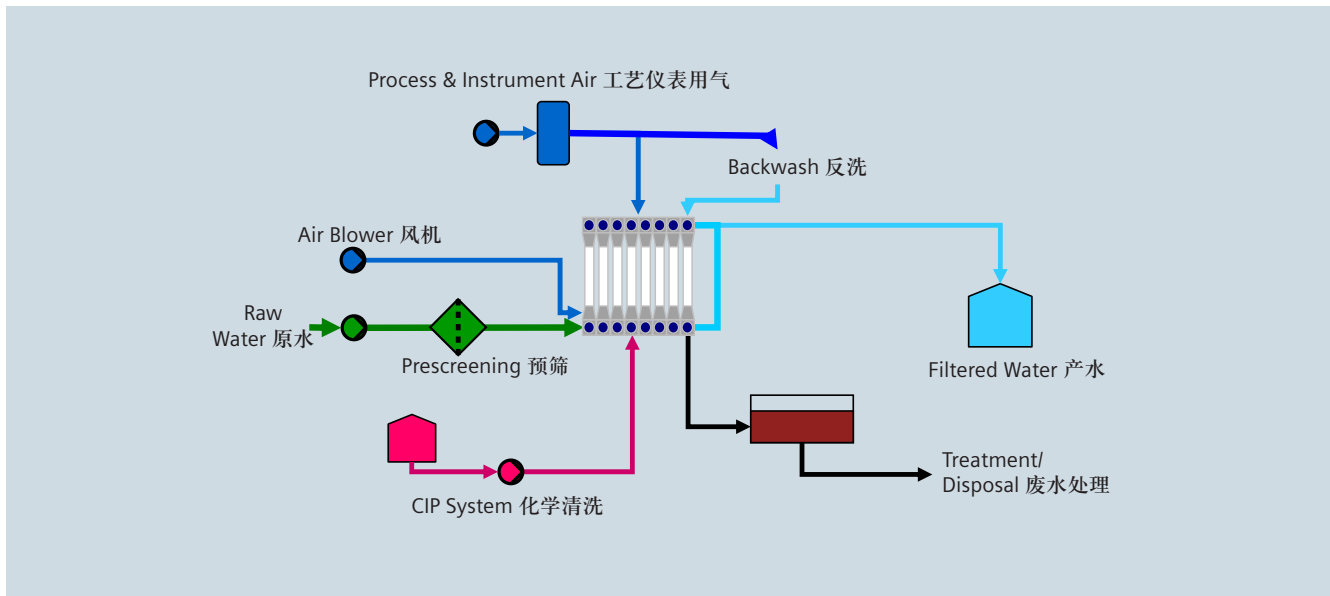 Process & Instrument Air 工艺仪表用气
Backwash 反洗
Air Blower 风机
Raw
Water 原水
Prescreening 预筛
Filtered Water 产水
CIP System 化学清洗
Treatment/
Disposal 废水处理